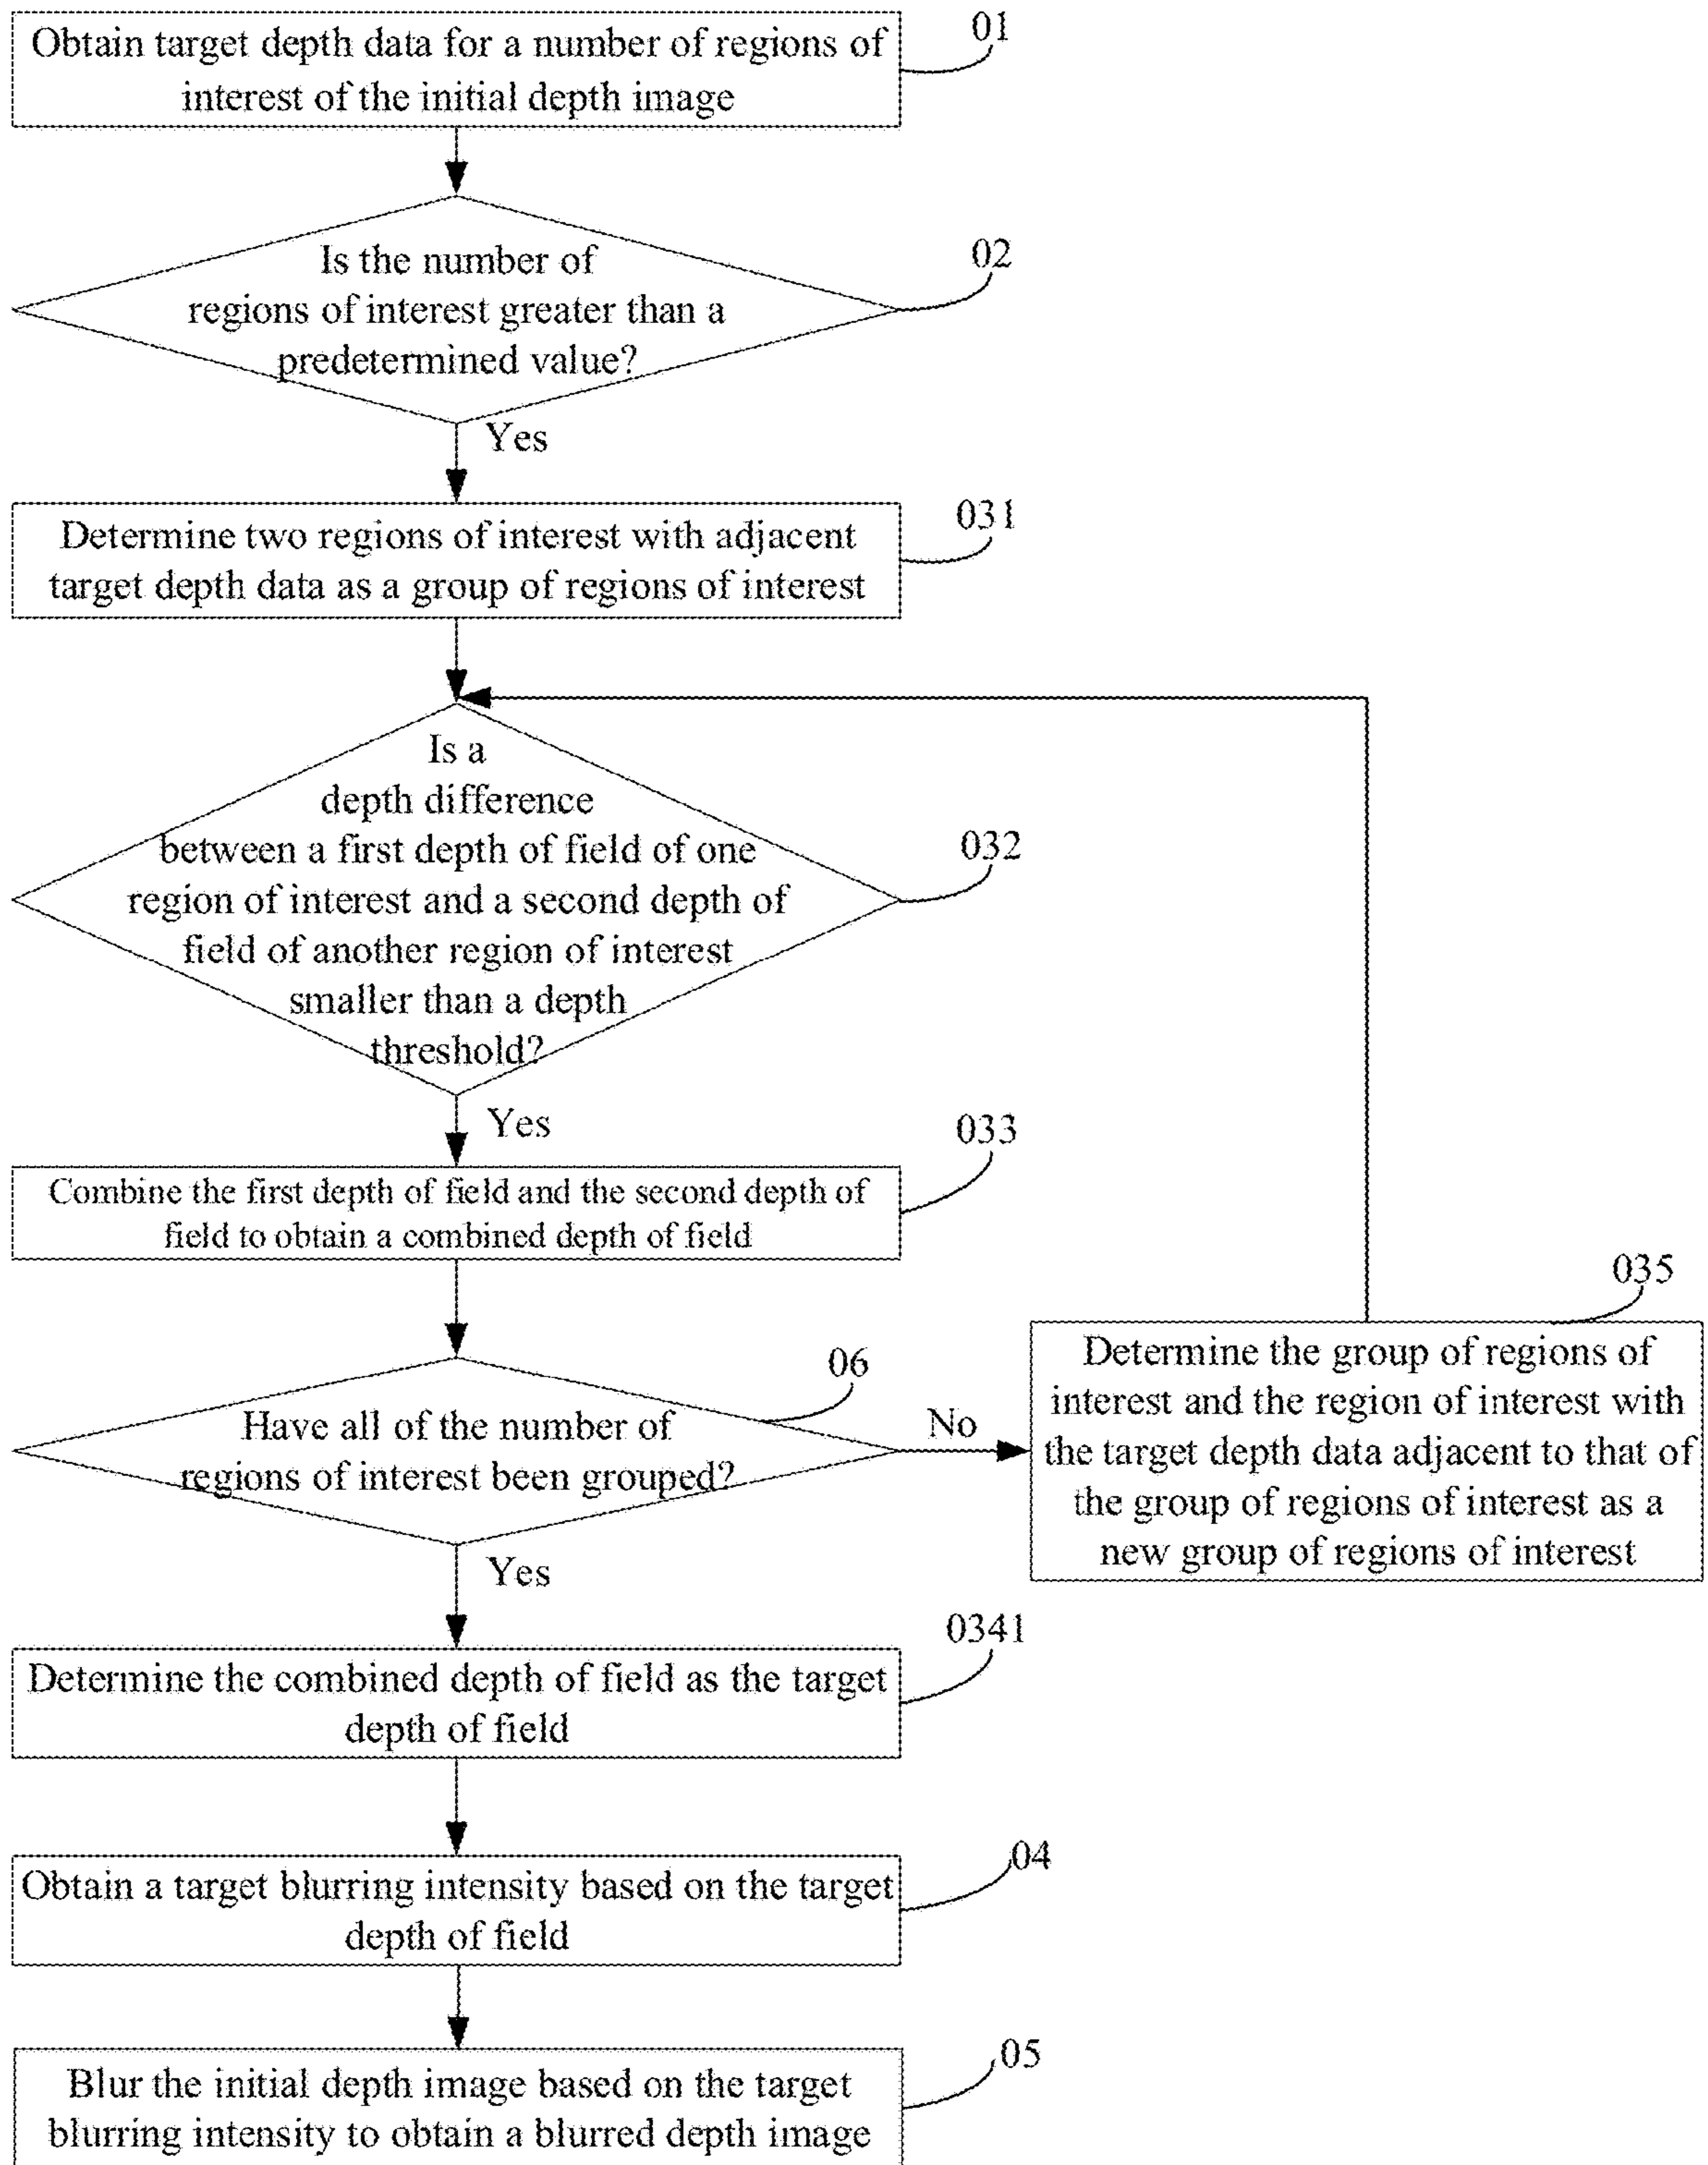 Obtain target depth data for a number of regions of
interest of the initial depth image
01
Is the number of
regions of interest greater than a
predetermined value?
02
Yes
Determine two regions of interest with adjacent
target depth data as a group of regions of interest
031
Is a
depth difference
between a first depth of field of one
region of interest and a second depth of
field of another region of interest
smaller than a depth
threshold?
032
Yes
Combine the first depth of field and the second depth of
field to obtain a combined depth of field
033
Have all of the number of
regions of interest been grouped?
06
No
Determine the group of regions of
interest and the region of interest with
the target depth data adjacent to that of
the group of regions of interest as a
new group of regions of interest
035
Yes
Determine the combined depth of field as the target
depth of field
0341
Obtain a target blurring intensity based on the target
depth of field
04
Blur the initial depth image based on the target
blurring intensity to obtain a blurred depth image
05